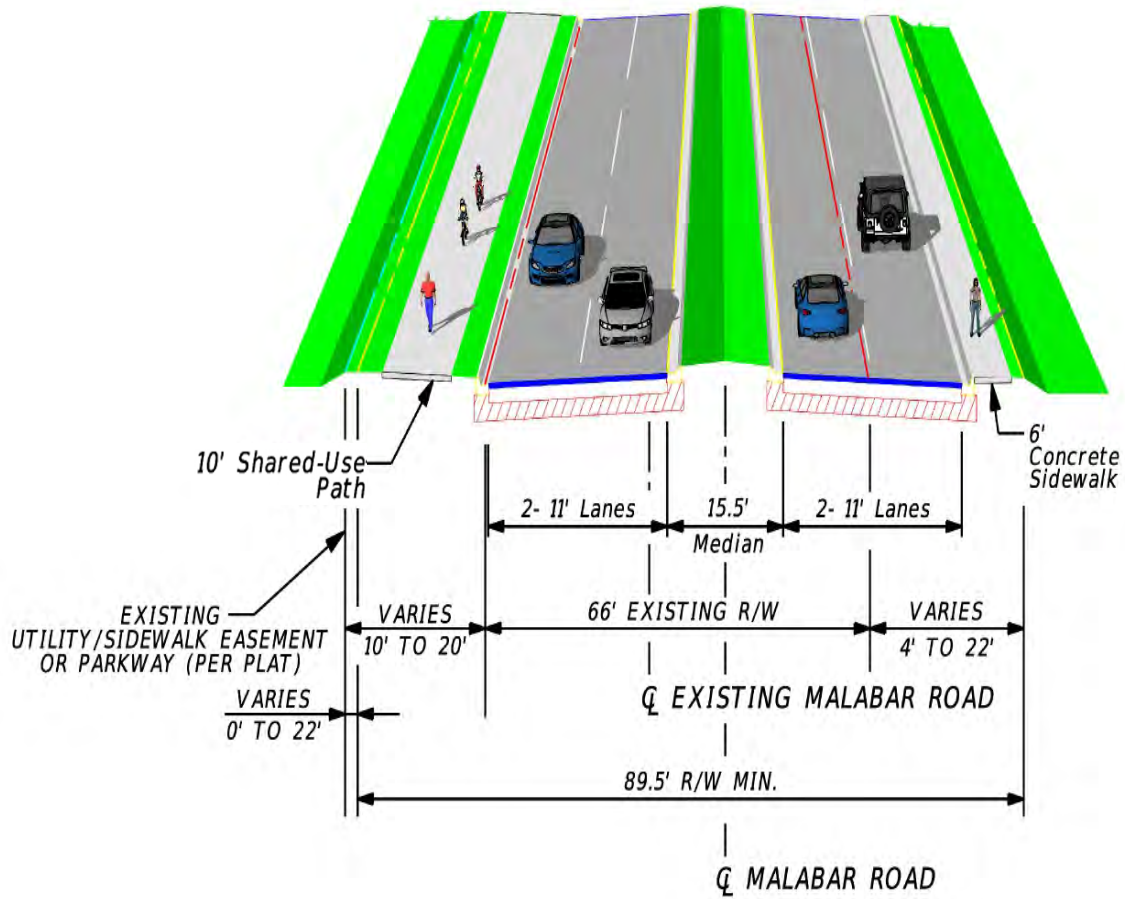 10' Shared-Use
Path
6'
Concrete
Sidewalk
2- 11' Lanes
15.5'
Median
2- 11' Lanes
EXISTING
UTILITY/SIDEWALK EASEMENT
OR PARKWAY (PER PLAT)
VARIES
10' TO 20'
66' EXISTING R/W
VARIES
4' TO 22'
VARIES
0' TO 22'
℄ EXISTING MALABAR ROAD
89.5' R/W MIN.
℄ MALABAR ROAD